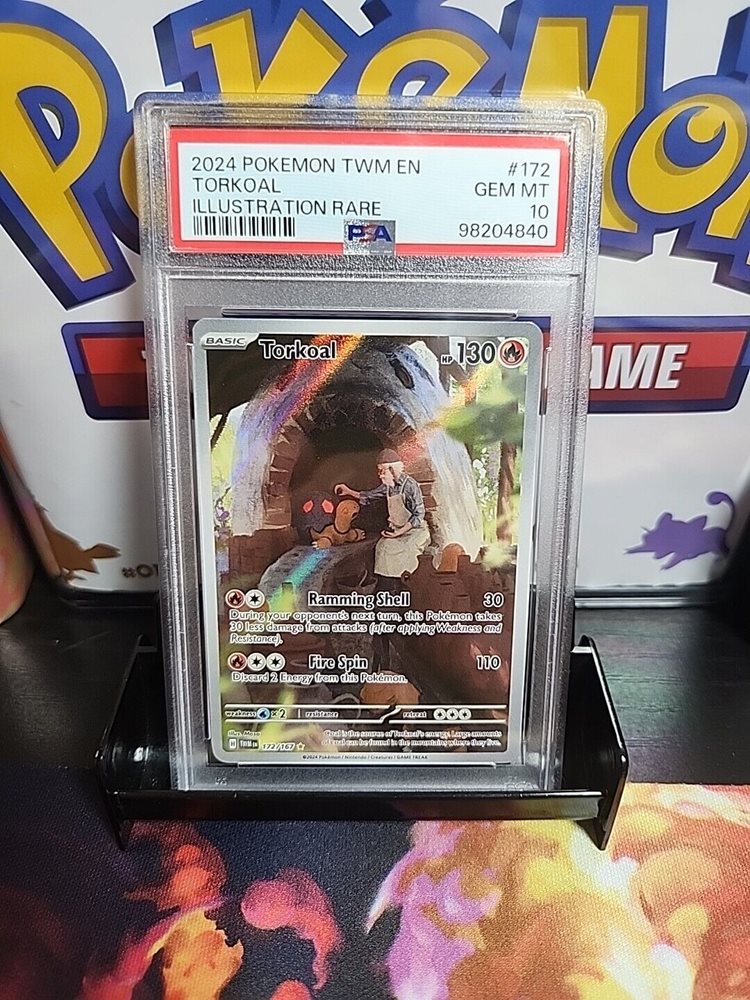 POKéMON
2024 POKEMON TWM EN #172
TORKOAL GEM MT
ILLUSTRATION RARE 10
PSA 98204840
AME
BASIC Torkoal HP 130
Ramming Shell 30
During your opponent's next turn, this Pokémon takes
30 less damage from attacks (after applying Weakness and
Resistance).
Fire Spin 110
Discard 2 Energy from this Pokémon.
weakness ×2 resistance retreat
Illus. Mousho
Coal is the source of Torkoal's energy. Large amounts
of coal can be found in the mountains where they live.
H TWM EN 172/167
©2024 Pokémon / Nintendo / Creatures / GAME FREAK